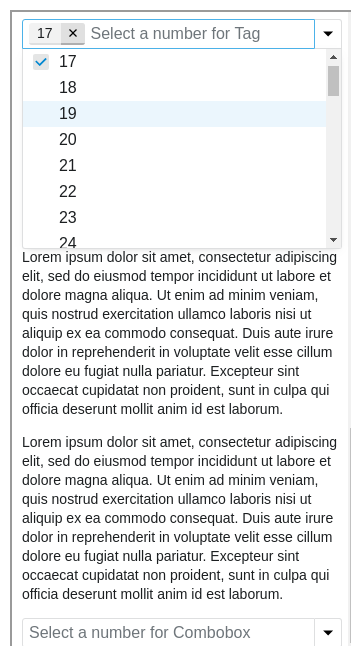 17 ✕ Select a number for Tag
17
18
19
20
21
22
23
24
Lorem ipsum dolor sit amet, consectetur adipiscing
elit, sed do eiusmod tempor incididunt ut labore et
dolore magna aliqua. Ut enim ad minim veniam,
quis nostrud exercitation ullamco laboris nisi ut
aliquip ex ea commodo consequat. Duis aute irure
dolor in reprehenderit in voluptate velit esse cillum
dolore eu fugiat nulla pariatur. Excepteur sint
occaecat cupidatat non proident, sunt in culpa qui
officia deserunt mollit anim id est laborum.
Lorem ipsum dolor sit amet, consectetur adipiscing
elit, sed do eiusmod tempor incididunt ut labore et
dolore magna aliqua. Ut enim ad minim veniam,
quis nostrud exercitation ullamco laboris nisi ut
aliquip ex ea commodo consequat. Duis aute irure
dolor in reprehenderit in voluptate velit esse cillum
dolore eu fugiat nulla pariatur. Excepteur sint
occaecat cupidatat non proident, sunt in culpa qui
officia deserunt mollit anim id est laborum.
Select a number for Combobox